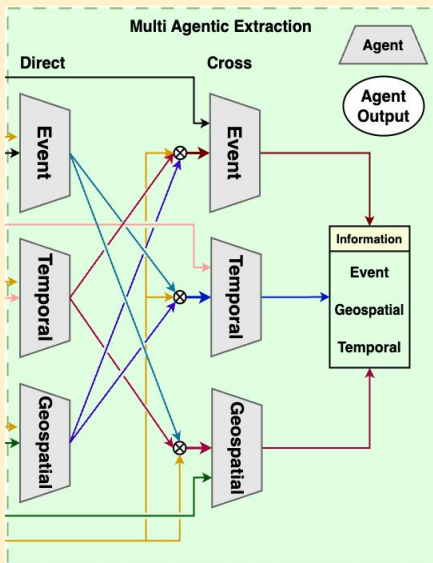 Multi Agentic Extraction
Agent
Agent
Output
Direct
Cross
Event
Temporal
Geospatial
Event
Temporal
Geospatial
Information
Event
Geospatial
Temporal